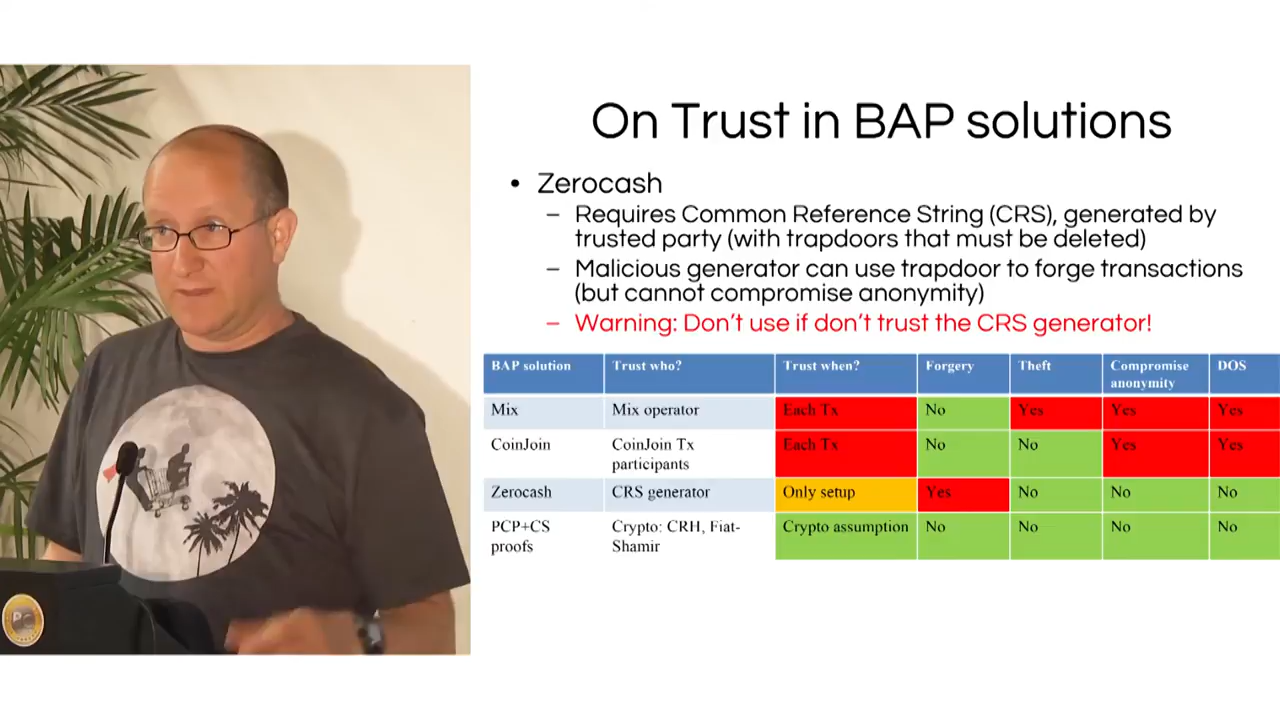 On Trust in BAP solutions
• Zerocash
– Requires Common Reference String (CRS), generated by
trusted party (with trapdoors that must be deleted)
– Malicious generator can use trapdoor to forge transactions
(but cannot compromise anonymity)
– Warning: Don't use if don't trust the CRS generator!
BAP solution Trust who? Trust when? Forgery Theft Compromise anonymity DOS
Mix Mix operator Each Tx No Yes Yes Yes
CoinJoin CoinJoin Tx participants Each Tx No No Yes Yes
Zerocash CRS generator Only setup Yes No No No
PCP+CS proofs Crypto: CRH, Fiat-Shamir Crypto assumption No No No No